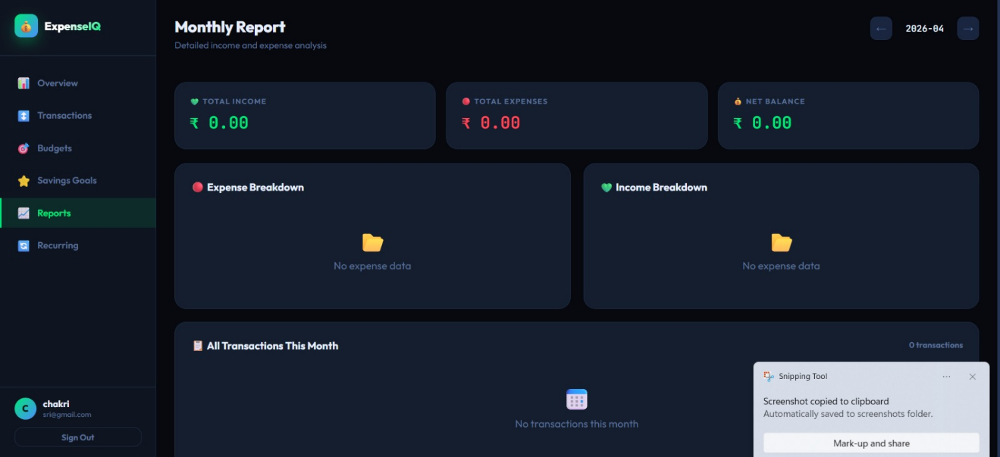 ExpenseIQ
Overview
Transactions
Budgets
Savings Goals
Reports
Recurring
C
chakri
sri@gmail.com
Sign Out
Monthly Report
Detailed income and expense analysis
← 2026-04 →
TOTAL INCOME
₹ 0.00
TOTAL EXPENSES
₹ 0.00
NET BALANCE
₹ 0.00
Expense Breakdown
No expense data
Income Breakdown
No expense data
All Transactions This Month
0 transactions
No transactions this month
Snipping Tool
Screenshot copied to clipboard
Automatically saved to screenshots folder.
Mark-up and share